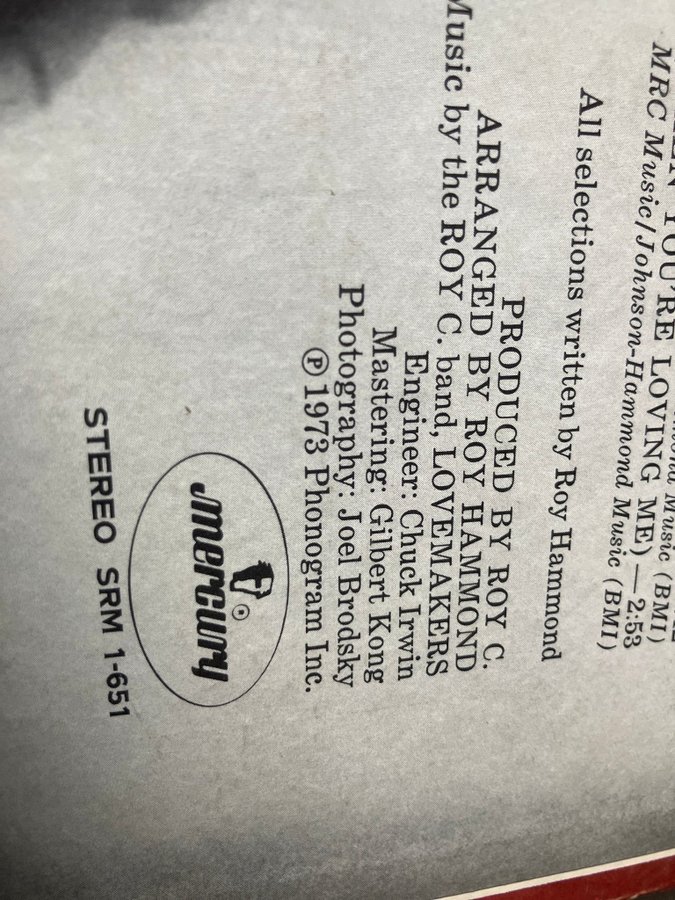 YOU'RE LOVING ME) — 2.53
MRC Music/Johnson-Hammond Music (BMI)
All selections written by Roy Hammond
PRODUCED BY ROY C.
ARRANGED BY ROY HAMMOND
Music by the ROY C. band, LOVEMAKERS
Engineer: Chuck Irwin
Mastering: Gilbert Kong
Photography: Joel Brodsky
℗ 1973 Phonogram Inc.
mercury ®
STEREO SRM 1-651